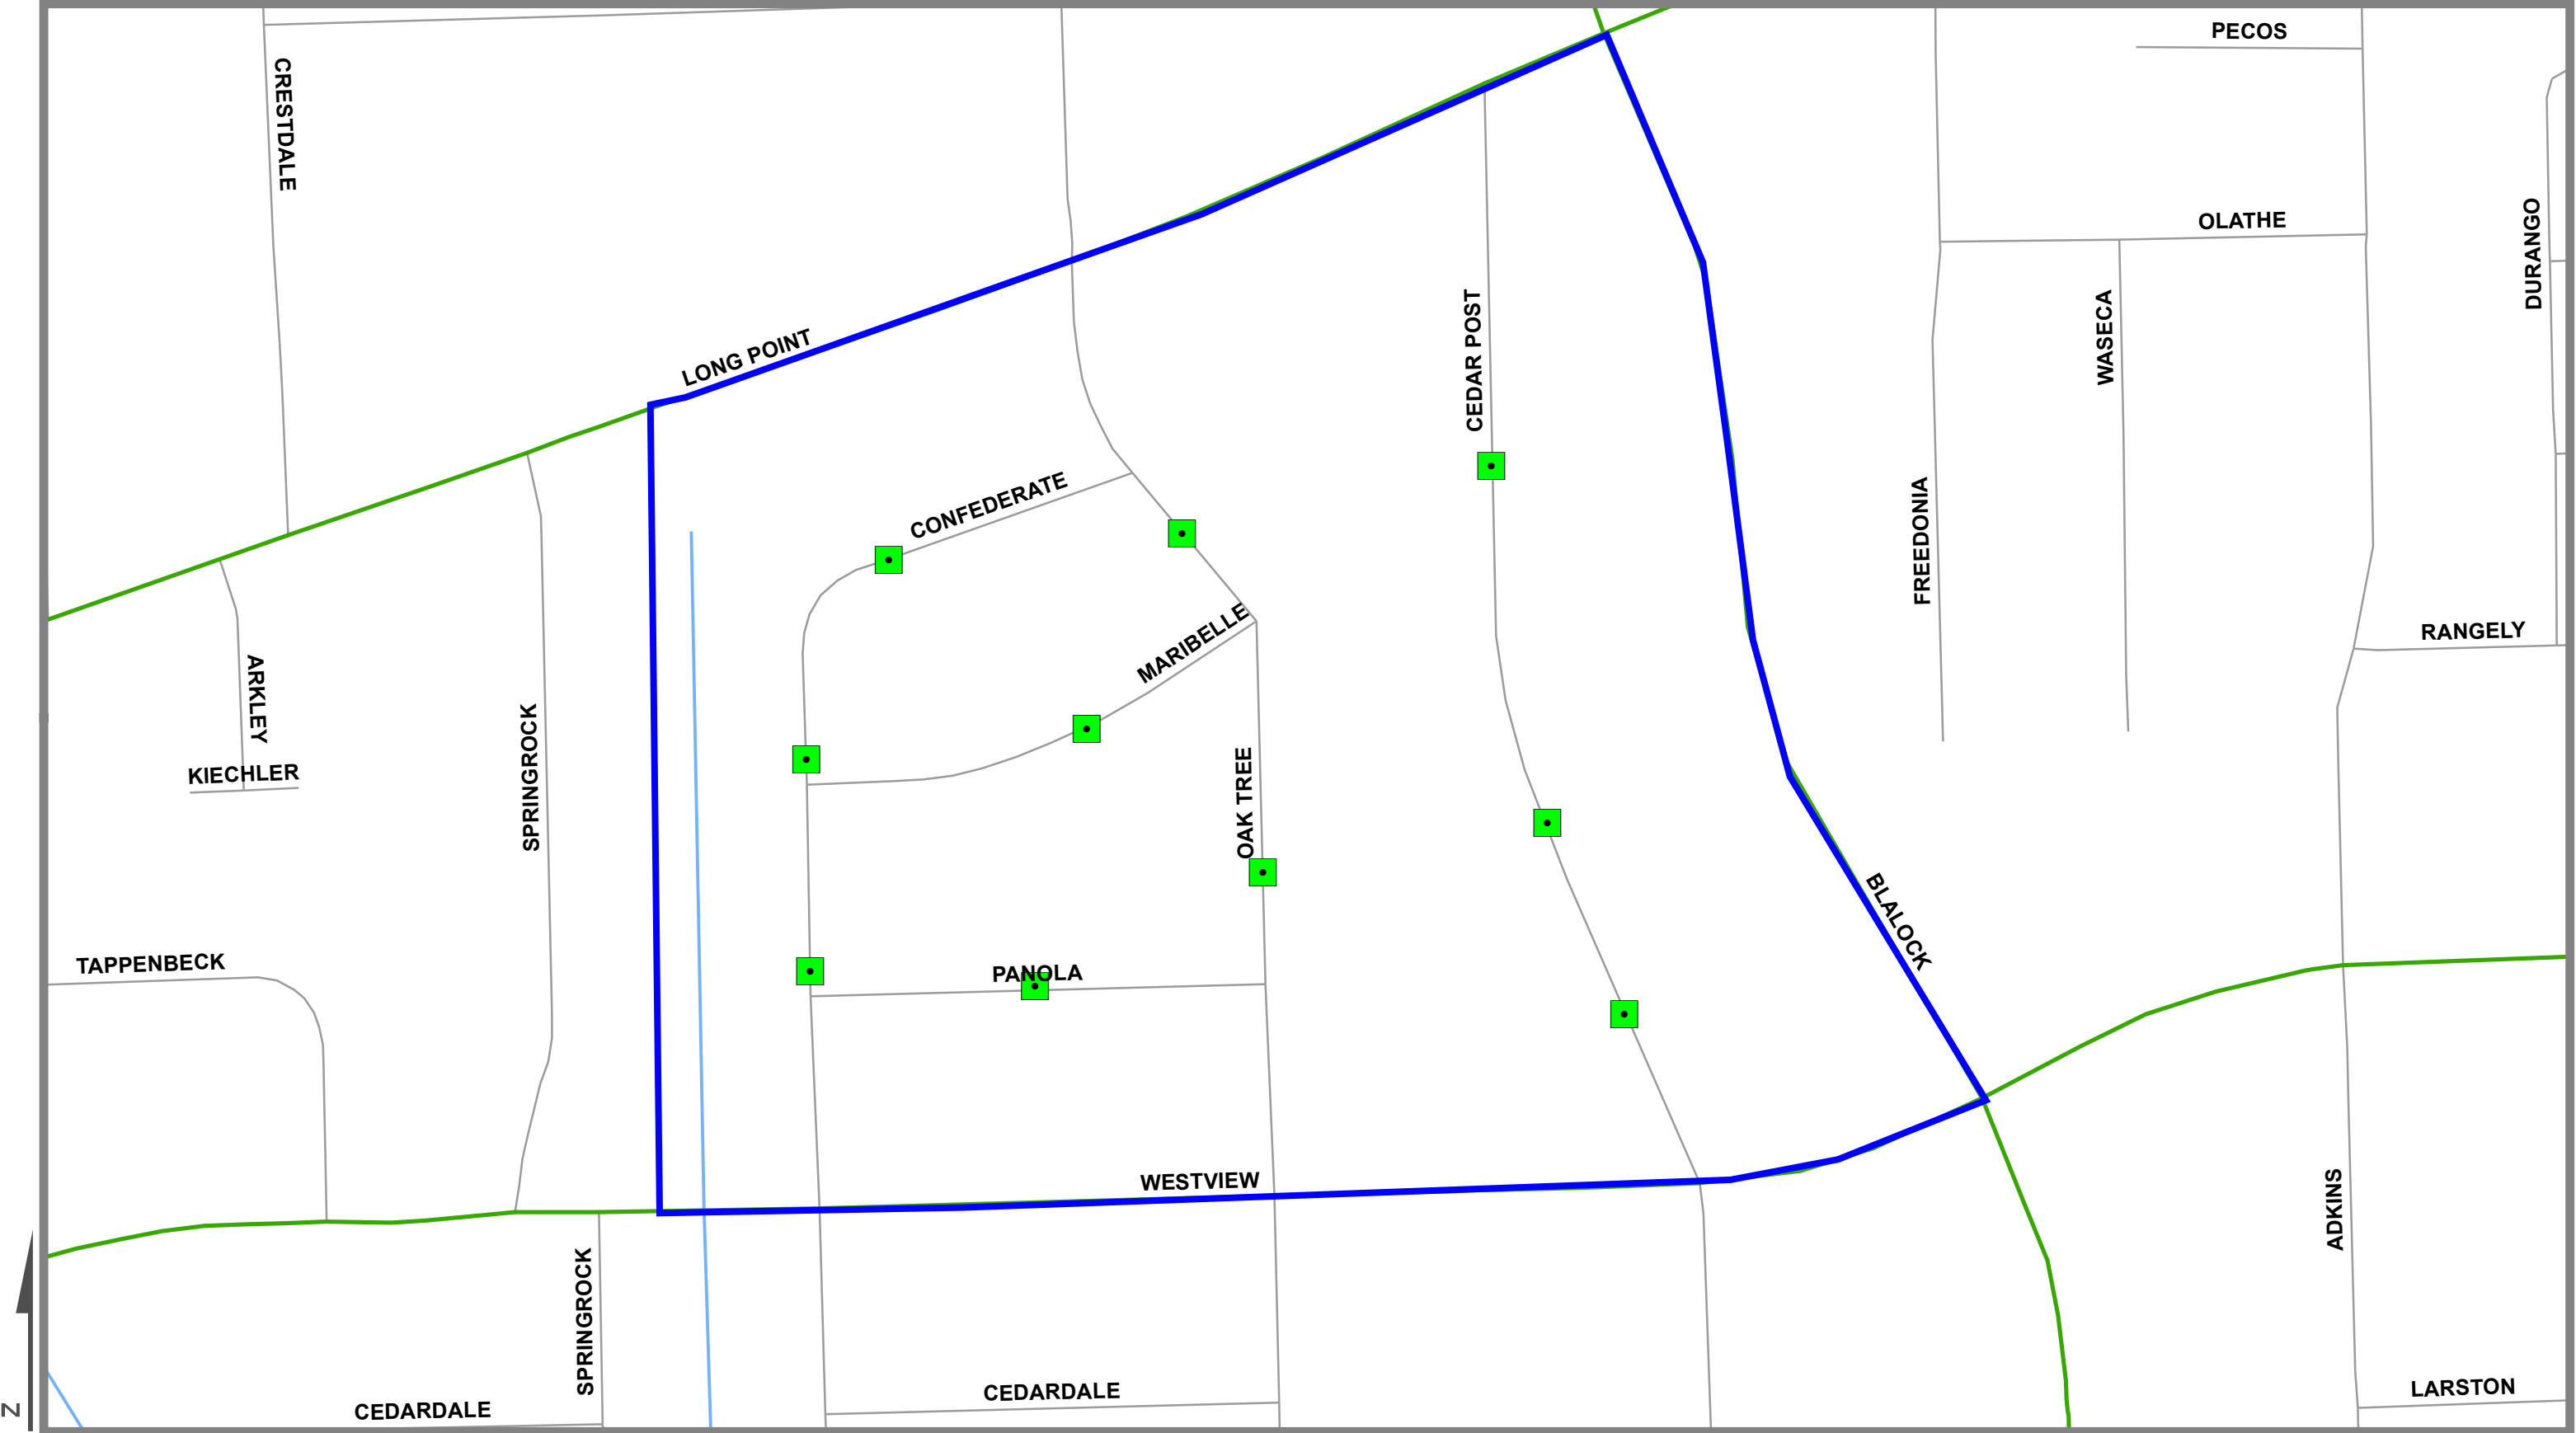 PECOS
CRESTDALE
OLATHE
DURANGO
WASECA
CEDAR POST
LONG POINT
CONFEDERATE
FREEDONIA
MARIBELLE
RANGELY
ARKLEY
SPRINGROCK
KIECHLER
OAK TREE
BLALOCK
TAPPENBECK
PANOLA
WESTVIEW
ADKINS
SPRINGROCK
CEDARDALE
CEDARDALE
LARSTON
N